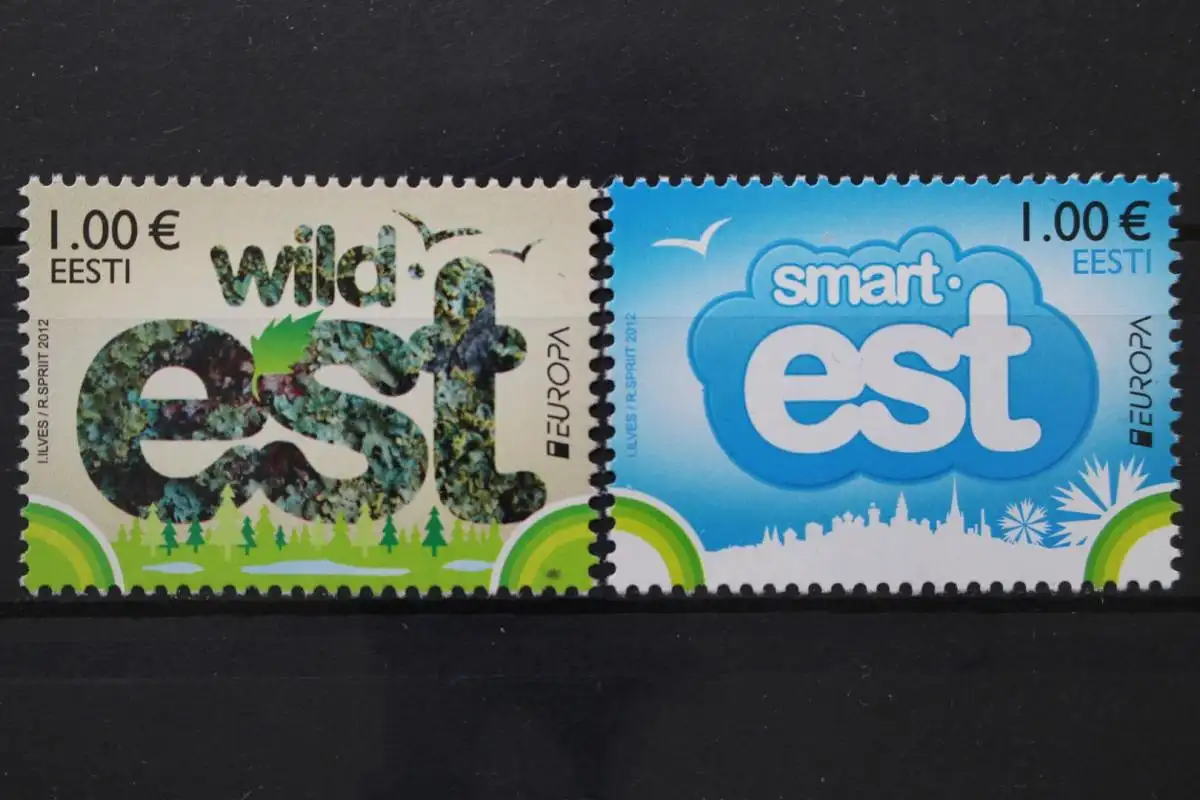 1.00 €
EESTI
wild.
est
I.ILVES / R.SPRIIT 2012
EUROPA
1.00 €
EESTI
smart.
est
I.ILVES / R.SPRIIT 2012
EUROPA